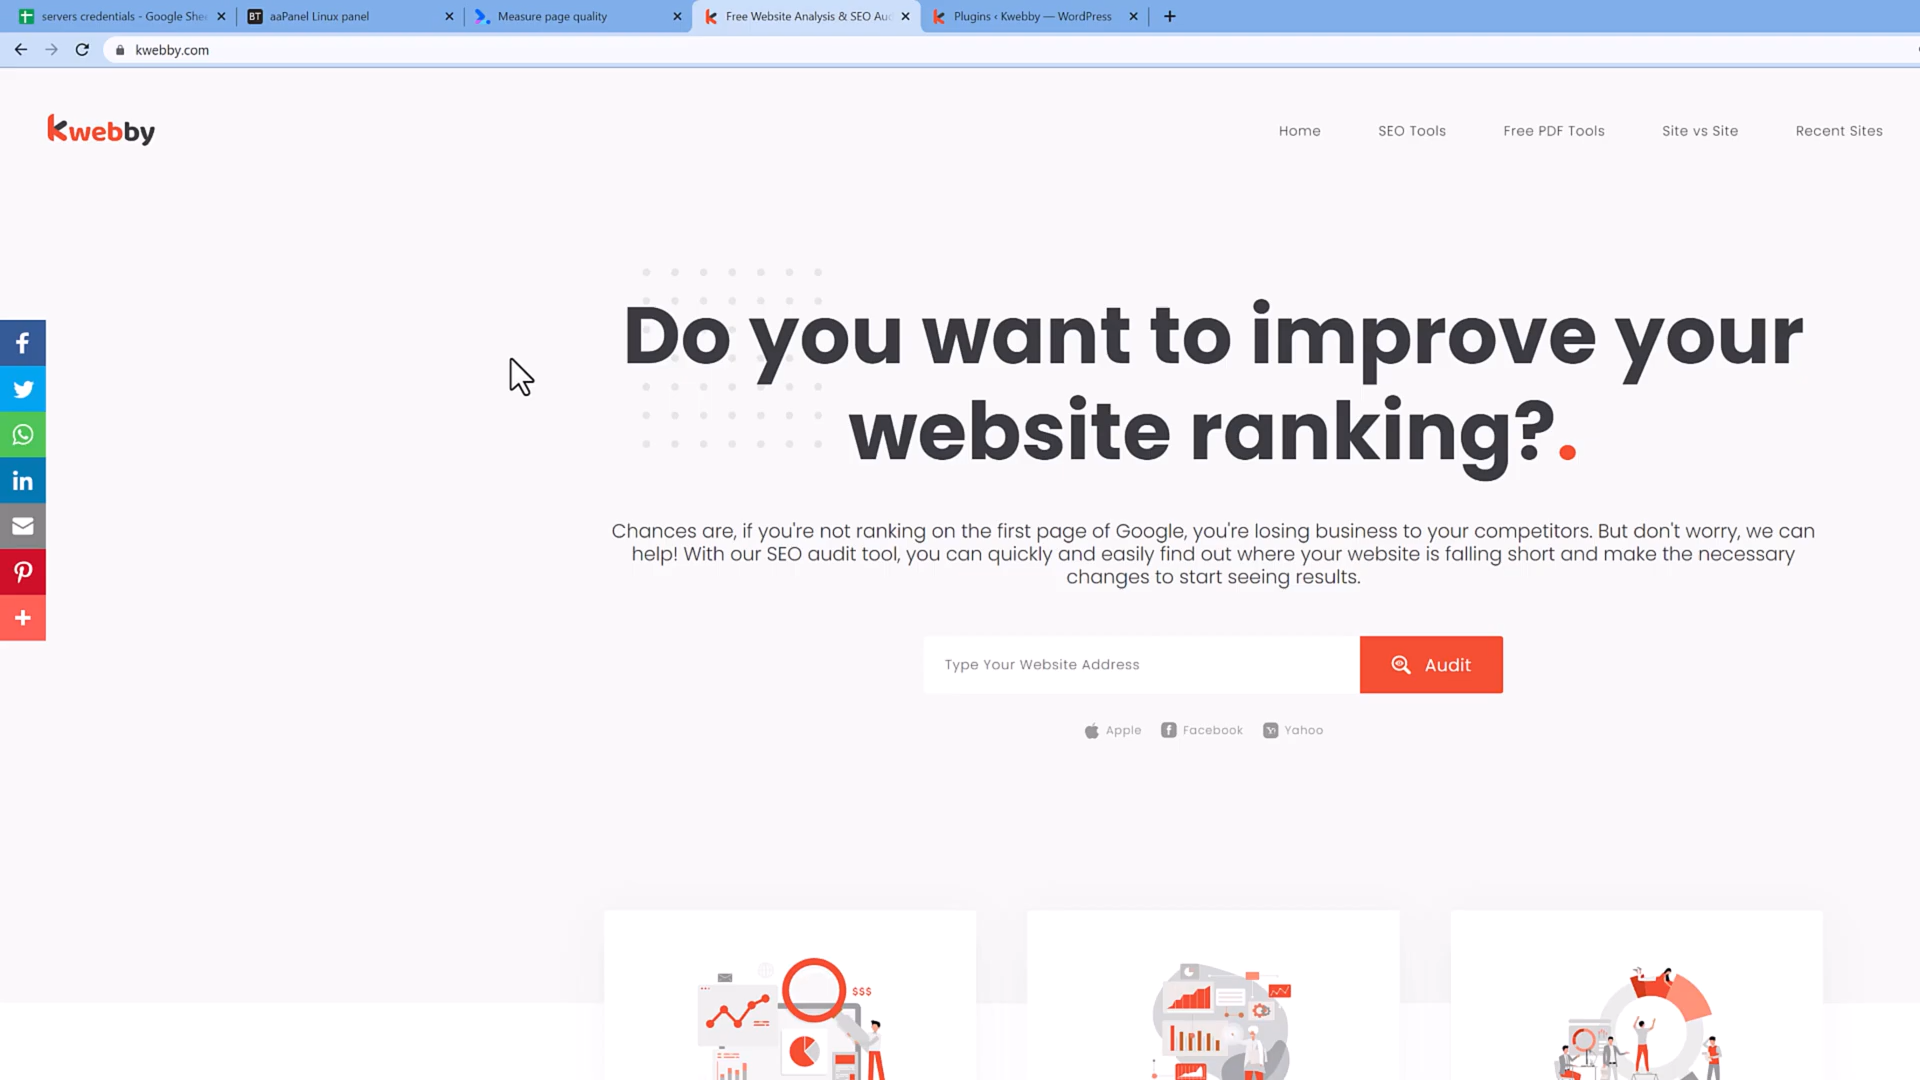 servers credentials - Google She
aaPanel Linux panel
Measure page quality
Free Website Analysis & SEO Au
Plugins ‹ Kwebby — WordPress
kwebby.com
kwebby
Home
SEO Tools
Free PDF Tools
Site vs Site
Recent Sites
Do you want to improve your
website ranking?.
Chances are, if you're not ranking on the first page of Google, you're losing business to your competitors. But don't worry, we can
help! With our SEO audit tool, you can quickly and easily find out where your website is falling short and make the necessary
changes to start seeing results.
Type Your Website Address
Audit
Apple
Facebook
Yahoo
$$$